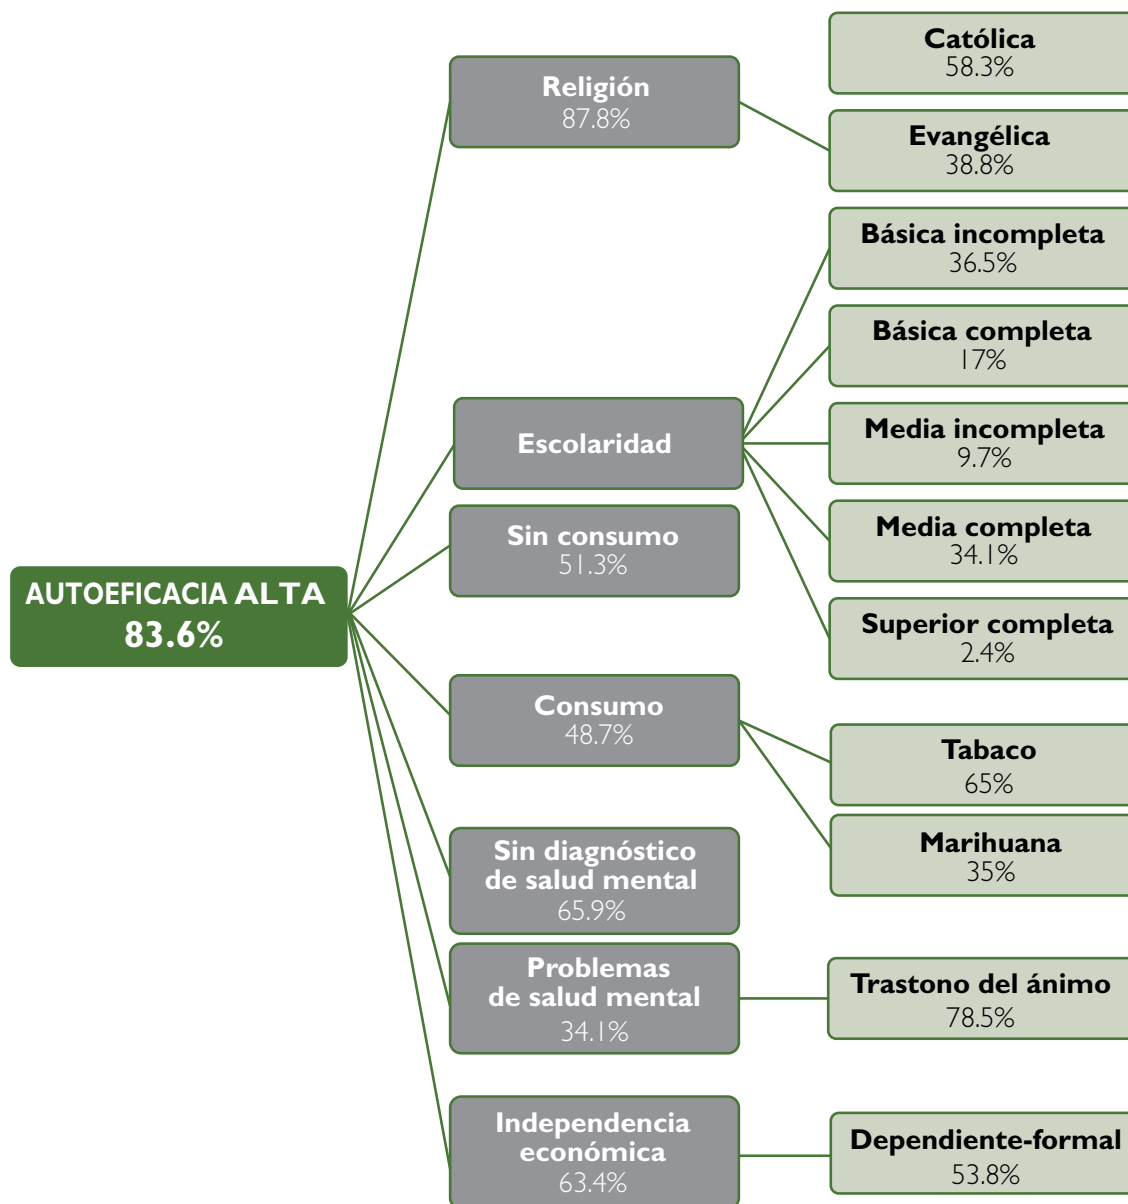 AUTOEFICACIA ALTA
83.6%
Religión
87.8%
Católica
58.3%
Evangélica
38.8%
Escolaridad
Básica incompleta
36.5%
Básica completa
17%
Media incompleta
9.7%
Media completa
34.1%
Superior completa
2.4%
Sin consumo
51.3%
Consumo
48.7%
Tabaco
65%
Marihuana
35%
Sin diagnóstico
de salud mental
65.9%
Problemas
de salud mental
34.1%
Trastono del ánimo
78.5%
Independencia
económica
63.4%
Dependiente-formal
53.8%